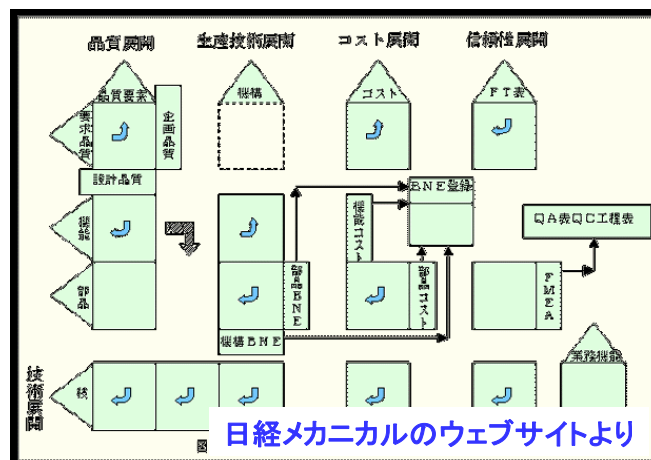 品質展開
生産技術展開
コスト展開
信頼性展開
品質要素
機構
コスト
FT表
要求品質
企画品質
設計品質
BNE登録
機能
機能コスト
QA表QC工程表
部品
部品BNE
部品コスト
FMEA
機構BNE
業務機能
技術展開
核
図
日経メカニカルのウェブサイトより